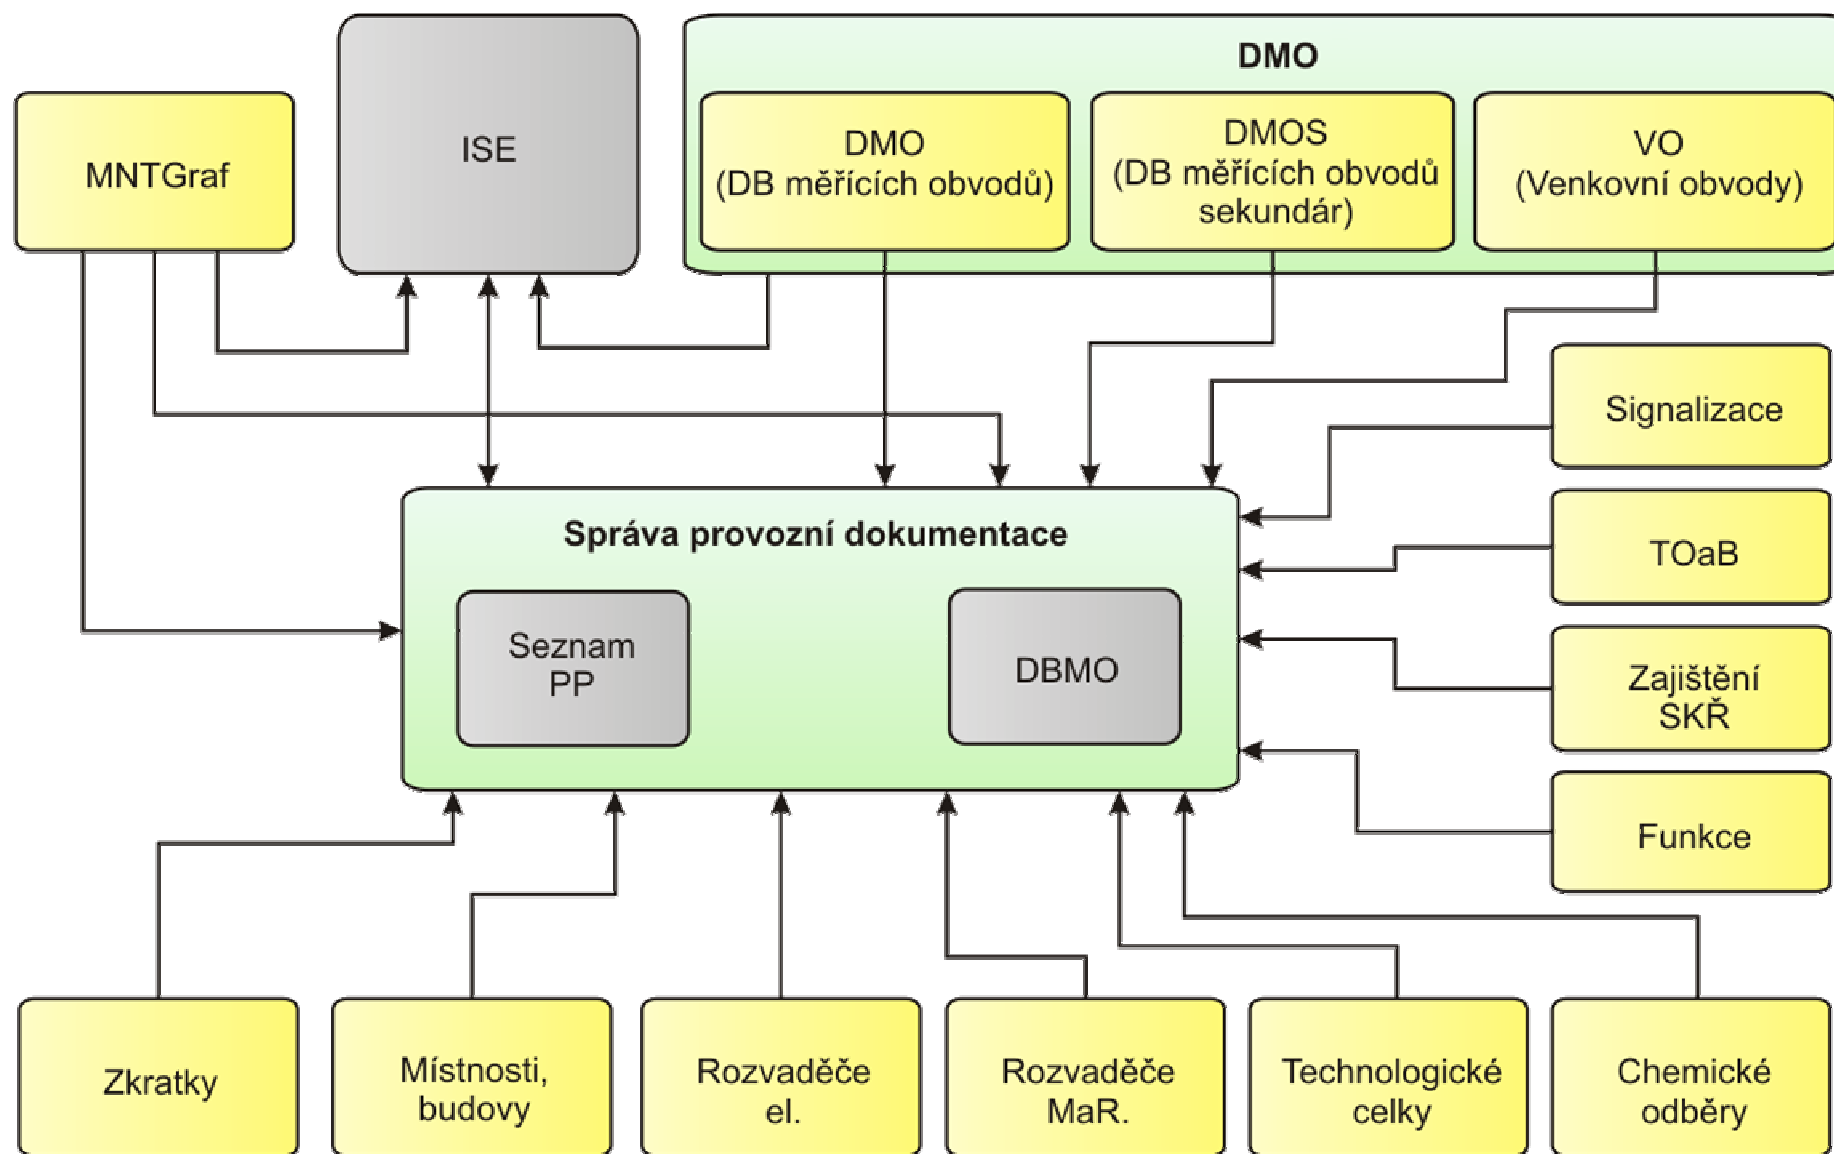 MNTGraf
ISE
DMO
DMO
(DB měřících obvodů)
DMOS
(DB měřících obvodů
sekundár)
VO
(Venkovní obvody)
Signalizace
TOaB
Zajištění
SKŘ
Funkce
Správa provozní dokumentace
Seznam
PP
DBMO
Zkratky
Místnosti,
budovy
Rozvaděče
el.
Rozvaděče
MaR.
Technologické
celky
Chemické
odběry